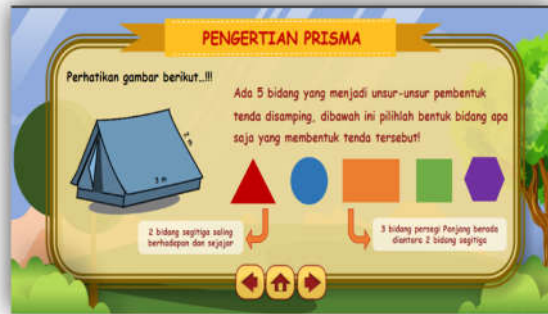 PENGERTIAN PRISMA
Perhatikan gambar berikut...!!!
Ada 5 bidang yang menjadi unsur-unsur pembentuk
tenda disamping, dibawah ini pilihlah bentuk bidang apa
saja yang membentuk tenda tersebut!
2 m
3 m
2 bidang segitiga saling
berhadapan dan sejajar
3 bidang persegi Panjang berada
diantara 2 bidang segitiga